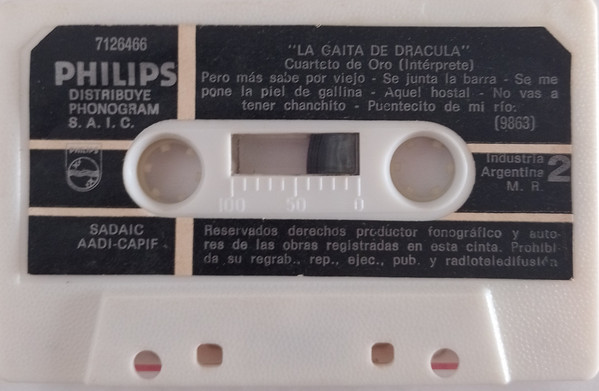 7126466
PHILIPS
DISTRIBUYE
PHONOGRAM
S. A. I. C.
"LA GAITA DE DRACULA"
Cuarteto de Oro (Intérprete)
Pero más sabe por viejo - Se junta la barra - Se me
pone la piel de gallina - Aquel hostal - No vas a
tener chanchito - Puentecito de mi río.
(9863)
PHILIPS
100 50 0
Industria
Argentina
M. R.
2
SADAIC
AADI-CAPIF
Reservados derechos productor fonográfico y auto-
res de las obras registradas en esta cinta. Prohibi-
da su regrab., rep., ejec., pub. y radioteledifusión